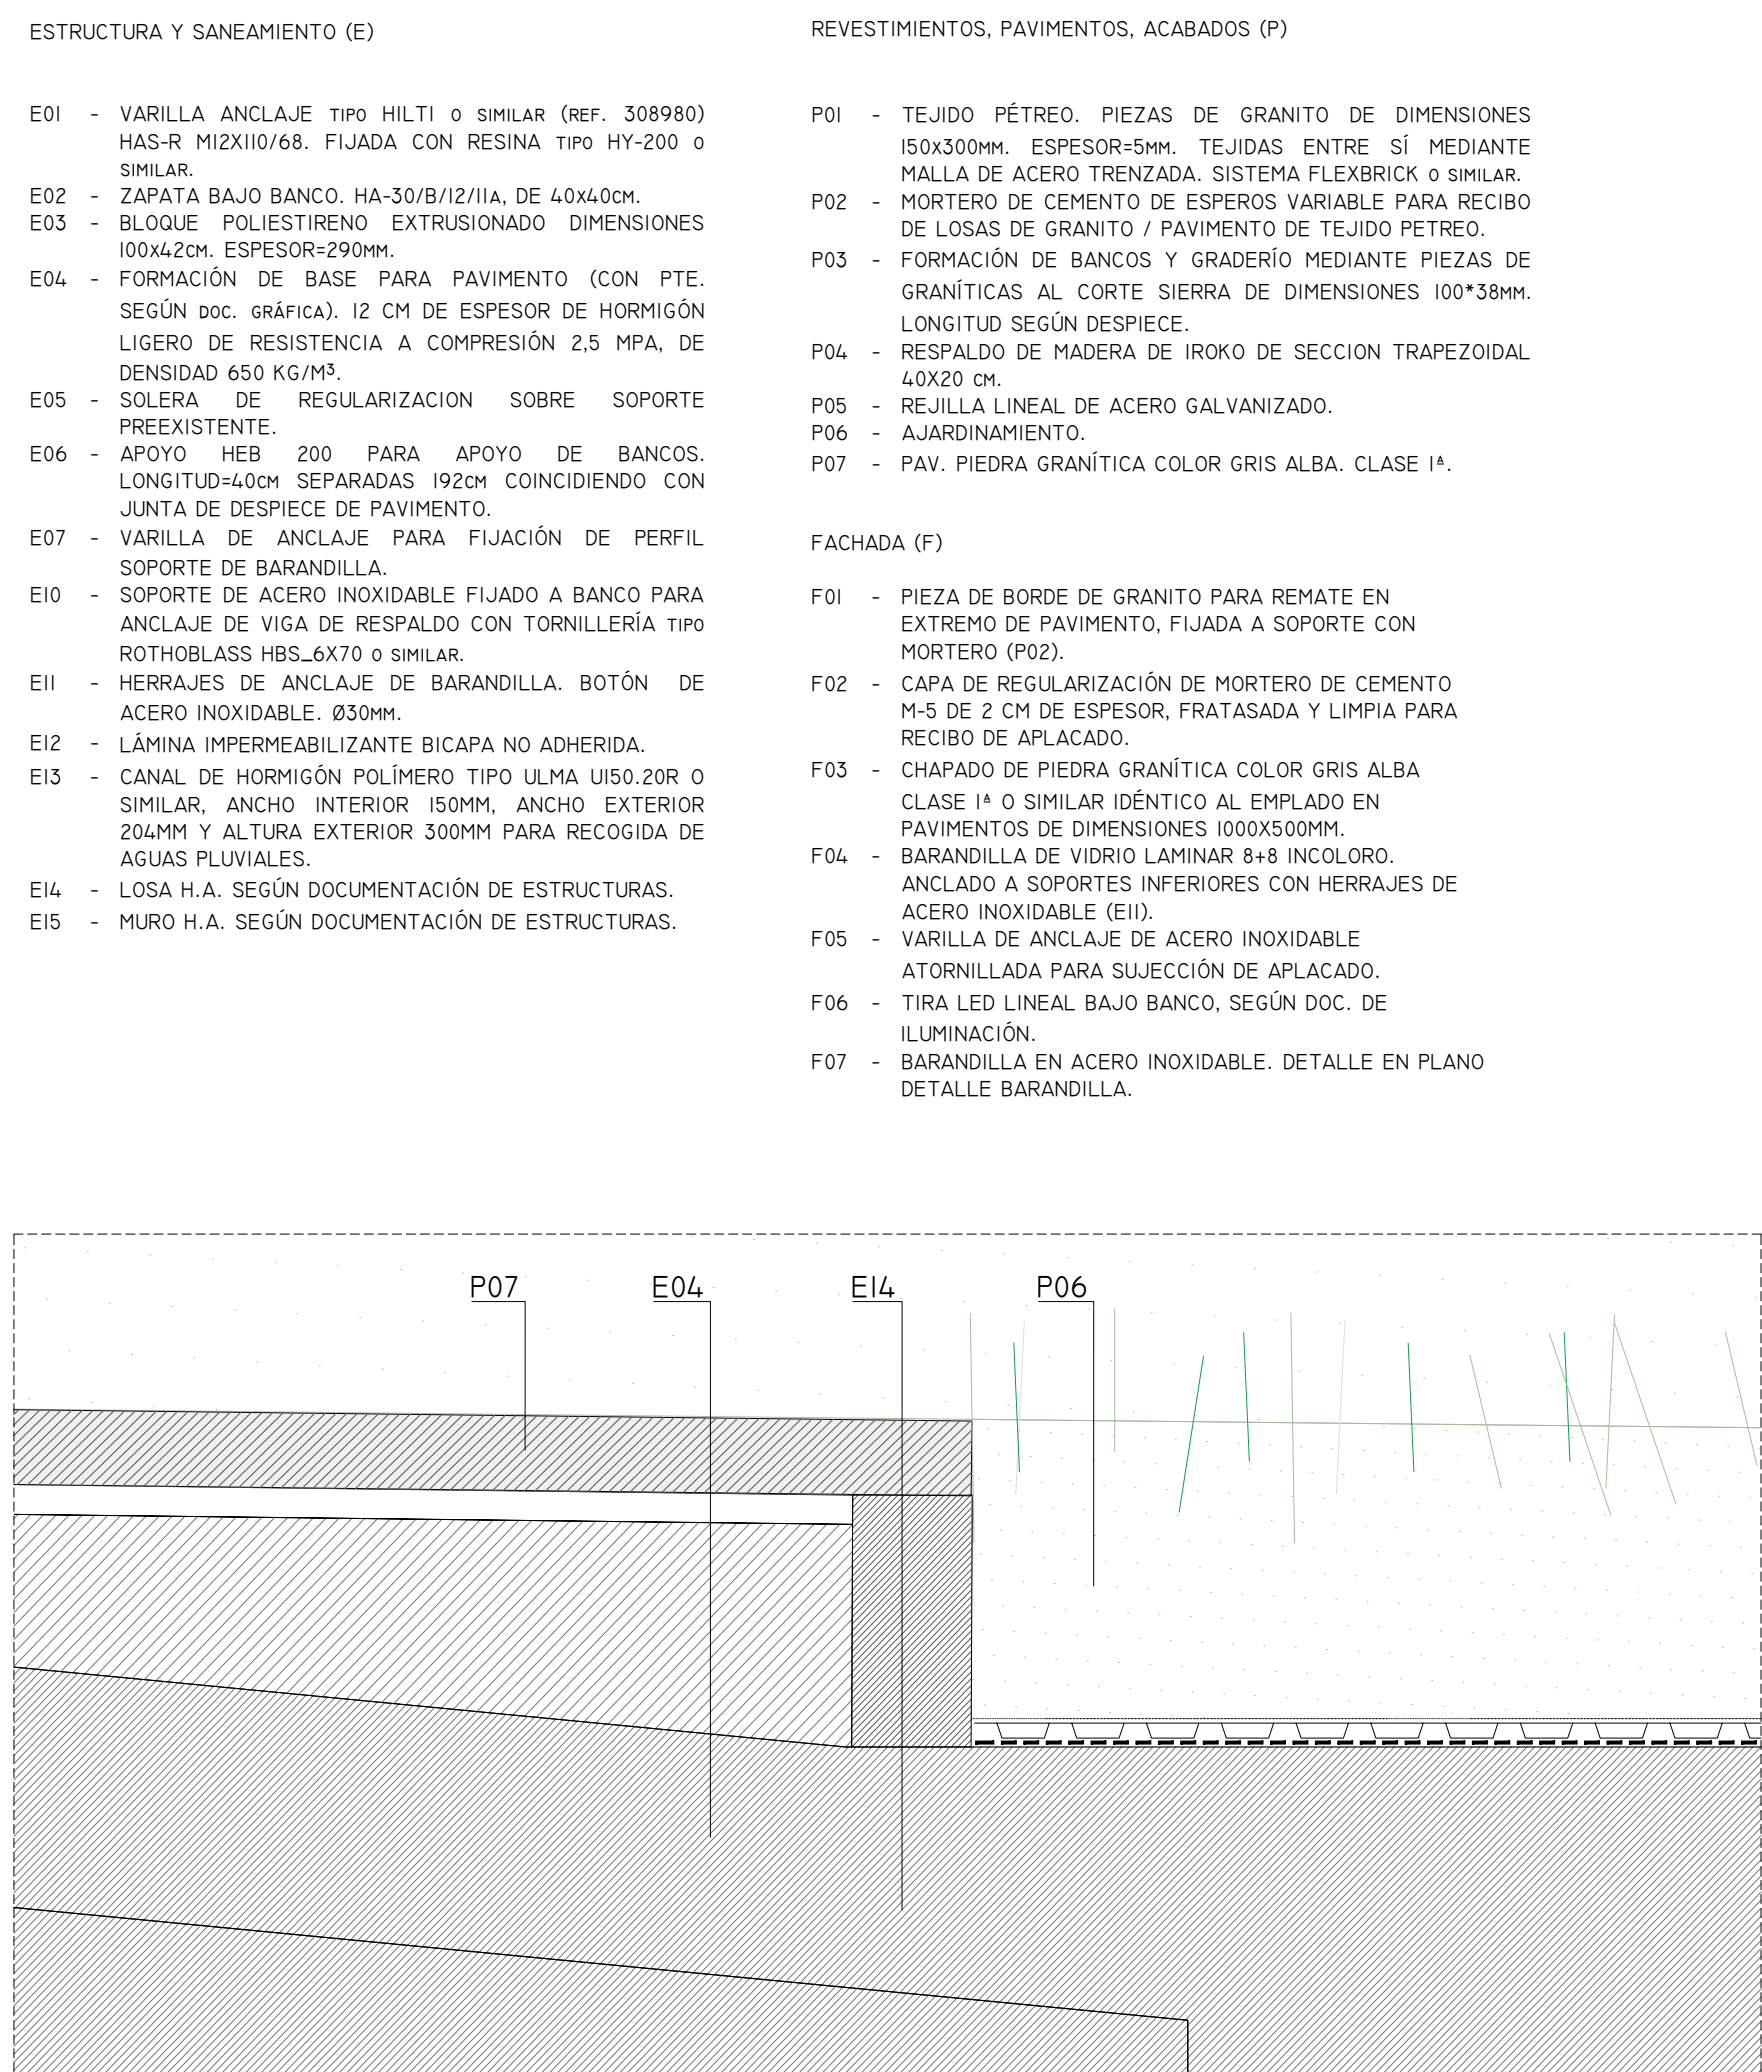 ESTRUCTURA Y SANEAMIENTO (E)
E01 - VARILLA ANCLAJE TIPO HILTI O SIMILAR (REF. 308980)
HAS-R M12X110/68. FIJADA CON RESINA TIPO HY-200 O
SIMILAR.
E02 - ZAPATA BAJO BANCO. HA-30/B/12/IIA, DE 40X40CM.
E03 - BLOQUE POLIESTIRENO EXTRUSIONADO DIMENSIONES
100X42CM. ESPESOR=290MM.
E04 - FORMACIÓN DE BASE PARA PAVIMENTO (CON PTE.
SEGÚN DOC. GRÁFICA). 12 CM DE ESPESOR DE HORMIGÓN
LIGERO DE RESISTENCIA A COMPRESIÓN 2,5 MPA, DE
DENSIDAD 650 KG/M³.
E05 - SOLERA DE REGULARIZACION SOBRE SOPORTE
PREEXISTENTE.
E06 - APOYO HEB 200 PARA APOYO DE BANCOS.
LONGITUD=40CM SEPARADAS 192CM COINCIDIENDO CON
JUNTA DE DESPIECE DE PAVIMENTO.
E07 - VARILLA DE ANCLAJE PARA FIJACIÓN DE PERFIL
SOPORTE DE BARANDILLA.
E10 - SOPORTE DE ACERO INOXIDABLE FIJADO A BANCO PARA
ANCLAJE DE VIGA DE RESPALDO CON TORNILLERÍA TIPO
ROTHOBLASS HBS_6X70 O SIMILAR.
E11 - HERRAJES DE ANCLAJE DE BARANDILLA. BOTÓN DE
ACERO INOXIDABLE. Ø30MM.
E12 - LÁMINA IMPERMEABILIZANTE BICAPA NO ADHERIDA.
E13 - CANAL DE HORMIGÓN POLÍMERO TIPO ULMA U150.20R O
SIMILAR, ANCHO INTERIOR 150MM, ANCHO EXTERIOR
204MM Y ALTURA EXTERIOR 300MM PARA RECOGIDA DE
AGUAS PLUVIALES.
E14 - LOSA H.A. SEGÚN DOCUMENTACIÓN DE ESTRUCTURAS.
E15 - MURO H.A. SEGÚN DOCUMENTACIÓN DE ESTRUCTURAS.
REVESTIMIENTOS, PAVIMENTOS, ACABADOS (P)
P01 - TEJIDO PÉTREO. PIEZAS DE GRANITO DE DIMENSIONES
150X300MM. ESPESOR=5MM. TEJIDAS ENTRE SÍ MEDIANTE
MALLA DE ACERO TRENZADA. SISTEMA FLEXBRICK O SIMILAR.
P02 - MORTERO DE CEMENTO DE ESPEROS VARIABLE PARA RECIBO
DE LOSAS DE GRANITO / PAVIMENTO DE TEJIDO PETREO.
P03 - FORMACIÓN DE BANCOS Y GRADERÍO MEDIANTE PIEZAS DE
GRANÍTICAS AL CORTE SIERRA DE DIMENSIONES 100*38MM.
LONGITUD SEGÚN DESPIECE.
P04 - RESPALDO DE MADERA DE IROKO DE SECCION TRAPEZOIDAL
40X20 CM.
P05 - REJILLA LINEAL DE ACERO GALVANIZADO.
P06 - AJARDINAMIENTO.
P07 - PAV. PIEDRA GRANÍTICA COLOR GRIS ALBA. CLASE 1ª.
FACHADA (F)
F01 - PIEZA DE BORDE DE GRANITO PARA REMATE EN
EXTREMO DE PAVIMENTO, FIJADA A SOPORTE CON
MORTERO (P02).
F02 - CAPA DE REGULARIZACIÓN DE MORTERO DE CEMENTO
M-5 DE 2 CM DE ESPESOR, FRATASADA Y LIMPIA PARA
RECIBO DE APLACADO.
F03 - CHAPADO DE PIEDRA GRANÍTICA COLOR GRIS ALBA
CLASE 1ª O SIMILAR IDÉNTICO AL EMPLADO EN
PAVIMENTOS DE DIMENSIONES 1000X500MM.
F04 - BARANDILLA DE VIDRIO LAMINAR 8+8 INCOLORO.
ANCLADO A SOPORTES INFERIORES CON HERRAJES DE
ACERO INOXIDABLE (E11).
F05 - VARILLA DE ANCLAJE DE ACERO INOXIDABLE
ATORNILLADA PARA SUJECCIÓN DE APLACADO.
F06 - TIRA LED LINEAL BAJO BANCO, SEGÚN DOC. DE
ILUMINACIÓN.
F07 - BARANDILLA EN ACERO INOXIDABLE. DETALLE EN PLANO
DETALLE BARANDILLA.
P07 E04 E14 P06